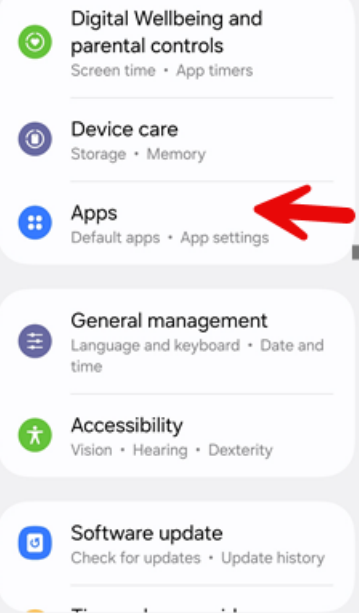 Digital Wellbeing and
parental controls
Screen time • App timers
Device care
Storage • Memory
Apps
Default apps • App settings
General management
Language and keyboard • Date and
time
Accessibility
Vision • Hearing • Dexterity
Software update
Check for updates • Update history